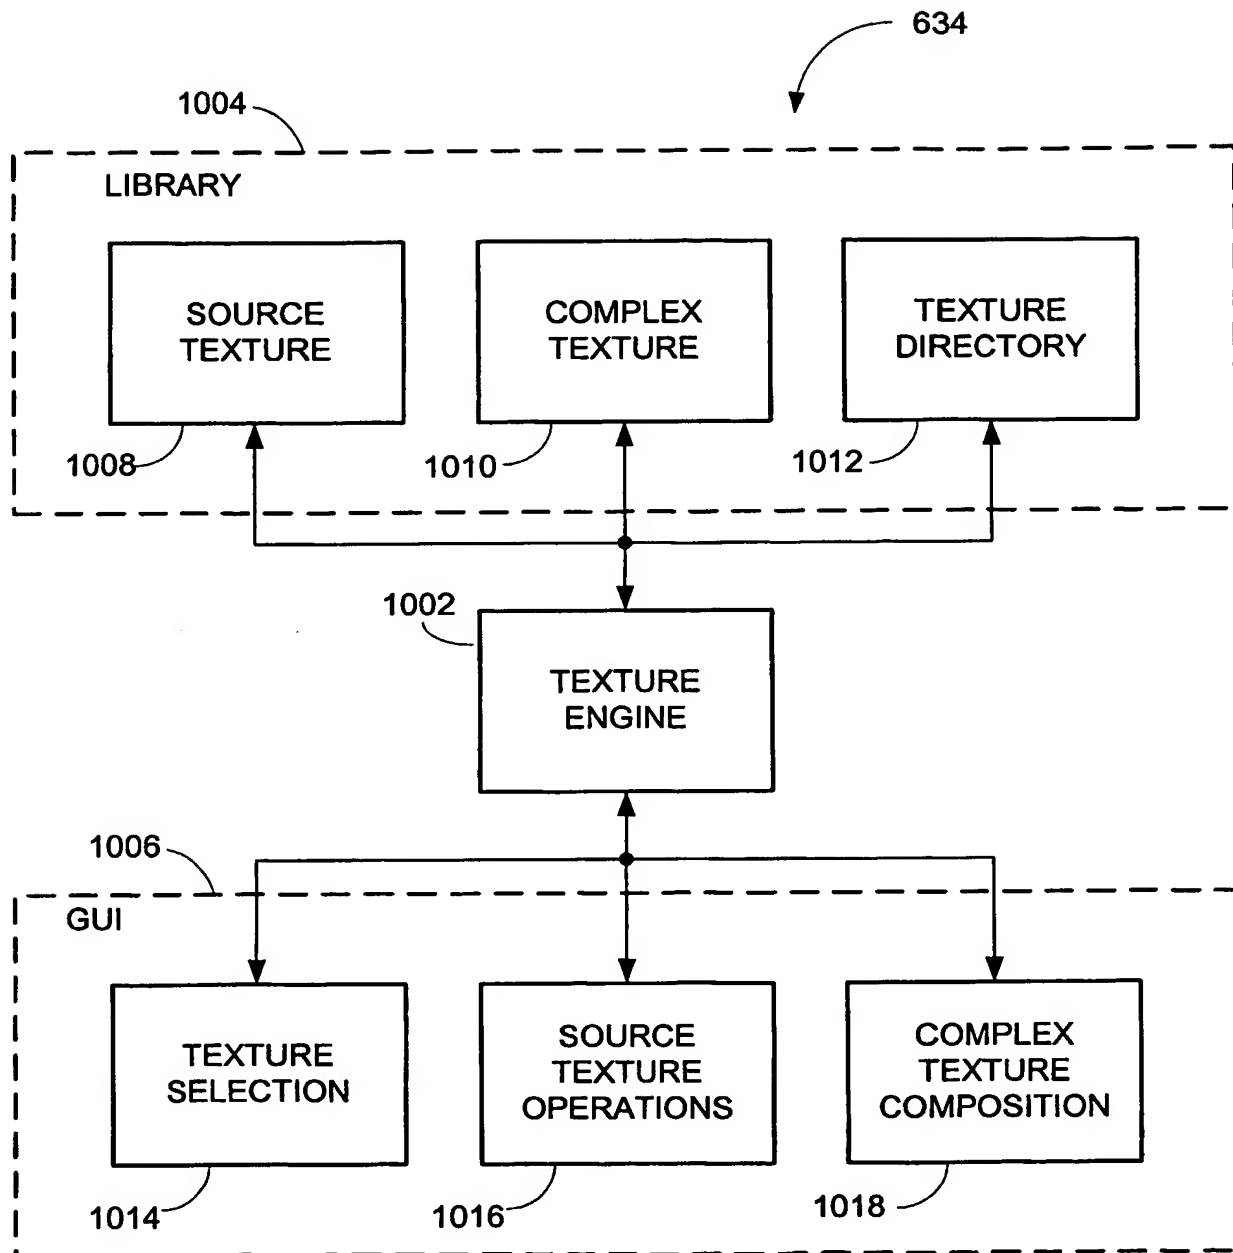 634
1004
LIBRARY
SOURCE
TEXTURE
COMPLEX
TEXTURE
TEXTURE
DIRECTORY
1008
1010
1012
1002
TEXTURE
ENGINE
1006
GUI
TEXTURE
SELECTION
SOURCE
TEXTURE
OPERATIONS
COMPLEX
TEXTURE
COMPOSITION
1014
1016
1018